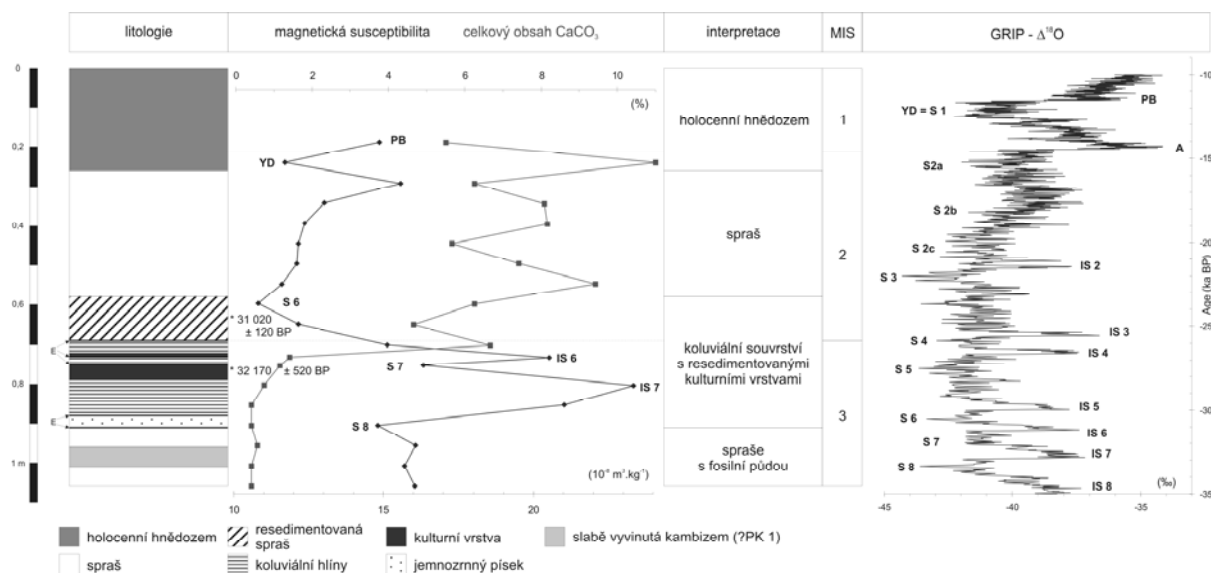 litologie
magnetická susceptibilita
celkový obsah CaCO₃
interpretace
MIS
GRIP - Δ¹⁸O
0 2 4 6 8 10
(%)
0
0,2
0,4
0,6
0,8
1 m
E
E
PB
YD
S 6
* 31 020
± 120 BP
IS 6
S 7
* 32 170 ± 520 BP
IS 7
S 8
(10⁻⁸ m³.kg⁻¹)
0 5 10 15 20
holocenní hnědozem
spraš
koluviální souvrství
s resedimentovanými
kulturními vrstvami
spraše
s fosilní půdou
1
2
3
PB
YD = S 1
A
S2a
S 2b
S 2c
IS 2
S 3
IS 3
S 4
IS 4
S 5
IS 5
S 6
IS 6
S 7
IS 7
S 8
IS 8
(‰)
-45 -40 -35
-10
-15
-20
-25
-30
-35
Age (ka BP)
holocenní hnědozem
resedimentovaná
spraš
kulturní vrstva
slabě vyvinutá kambizem (?PK 1)
spraš
koluviální hlíny
jemnozrnný písek